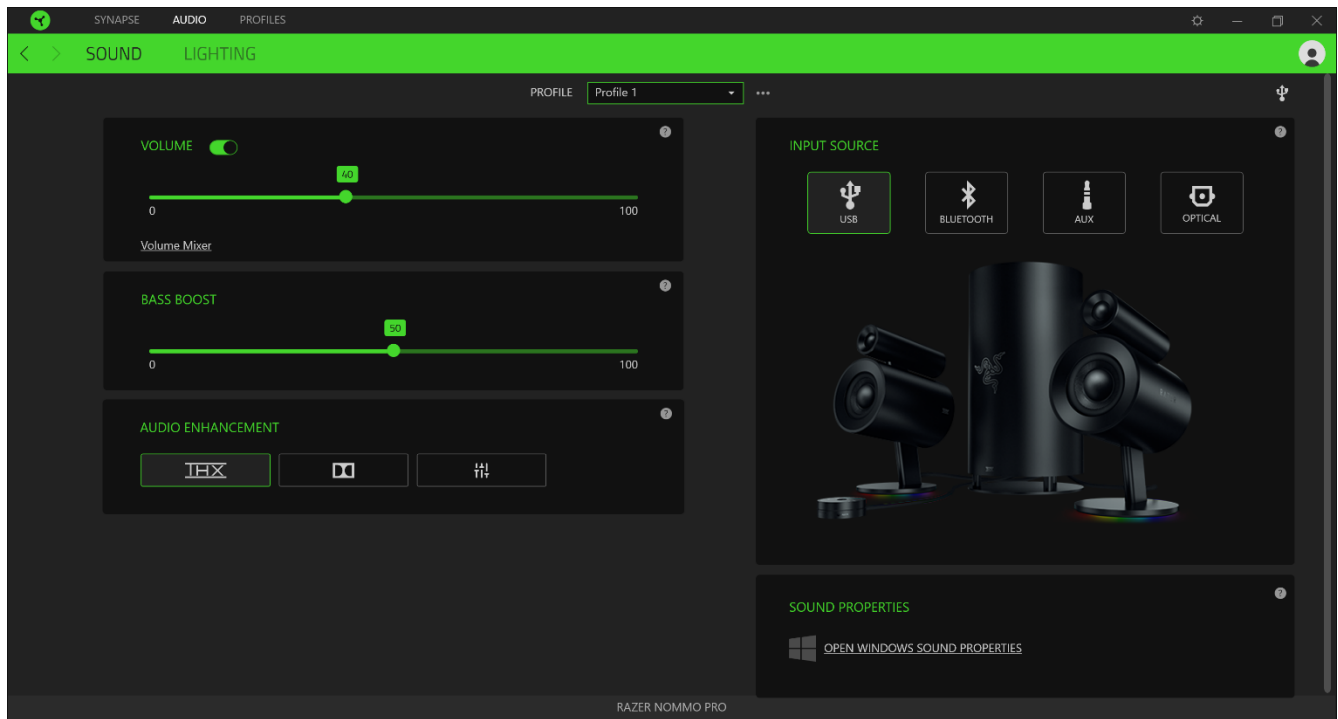 SYNAPSE AUDIO PROFILES
SOUND LIGHTING
PROFILE Profile 1
VOLUME
40
0 100
Volume Mixer
BASS BOOST
50
0 100
AUDIO ENHANCEMENT
THX
INPUT SOURCE
USB BLUETOOTH AUX OPTICAL
SOUND PROPERTIES
OPEN WINDOWS SOUND PROPERTIES
RAZER NOMMO PRO